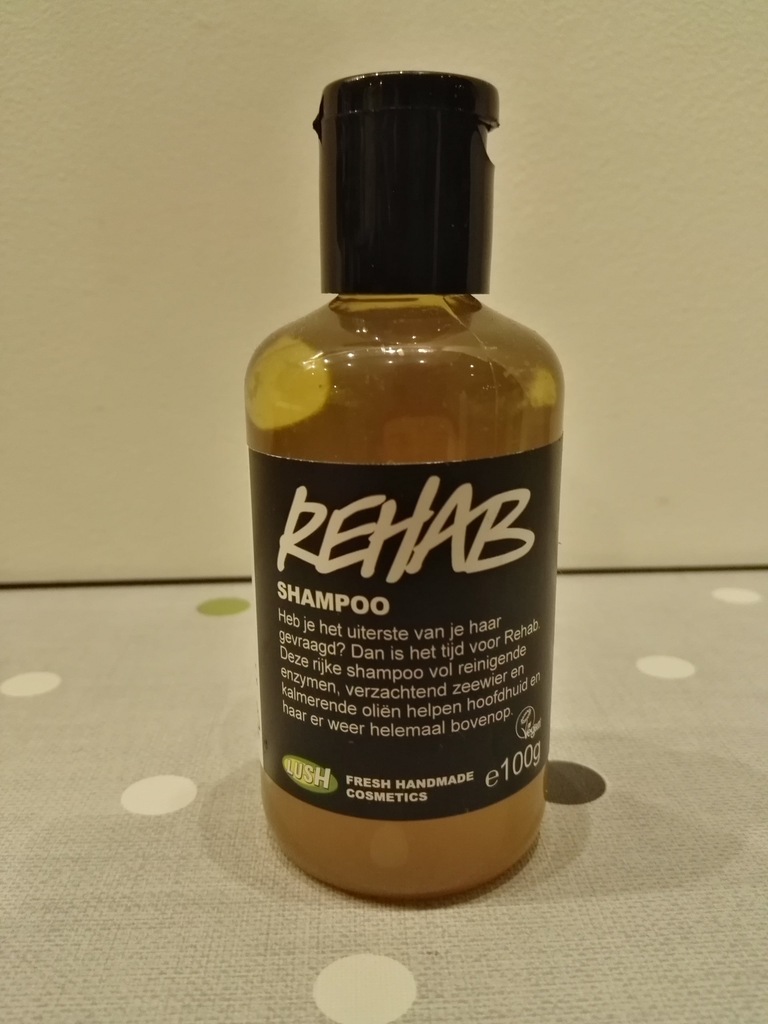 REHAB
SHAMPOO
Heb je het uiterste van je haar
gevraagd? Dan is het tijd voor Rehab.
Deze rijke shampoo vol reinigende
enzymen, verzachtend zeewier en
kalmerende oliën helpen hoofdhuid en
haar er weer helemaal bovenop.
Vegan
LUSH
FRESH HANDMADE
COSMETICS
℮100g